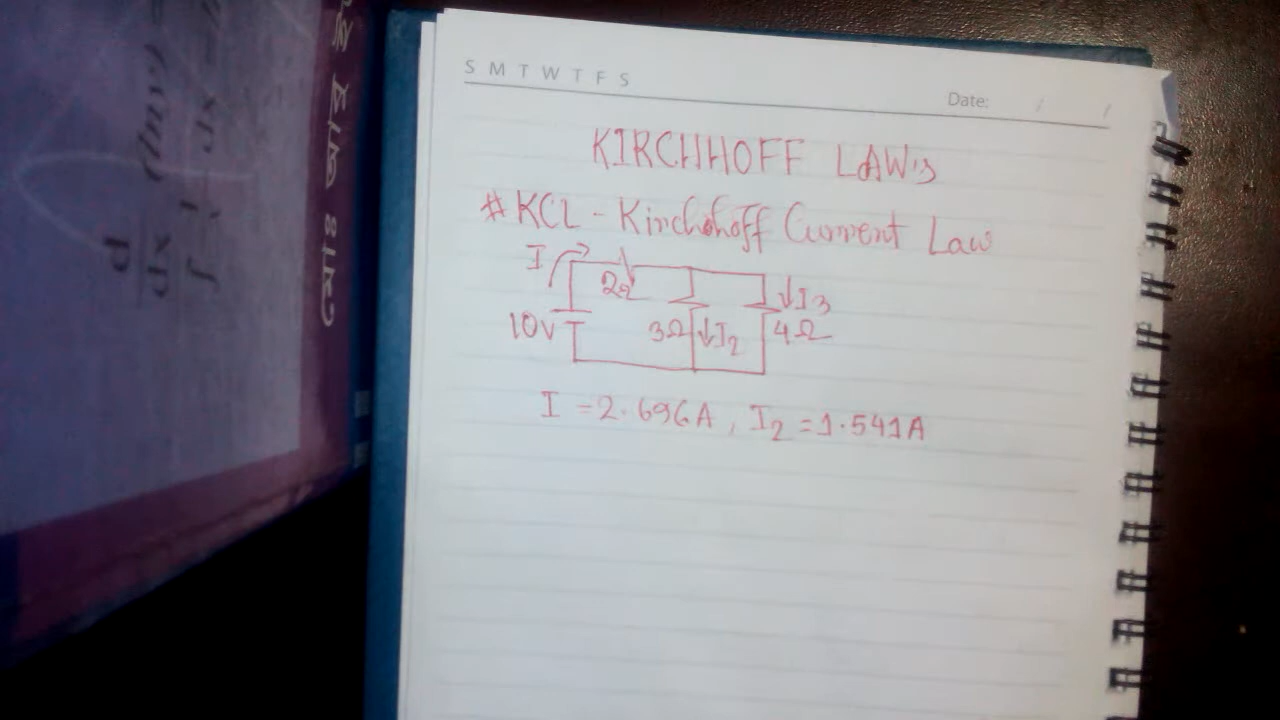 S M T W T F S
Date: / /
KIRCHHOFF LAW's
# KCL - Kirchohoff Current Law
I
2Ω
I3
10V
3Ω
I2
4Ω
I = 2.696A, I2 = 1.541A